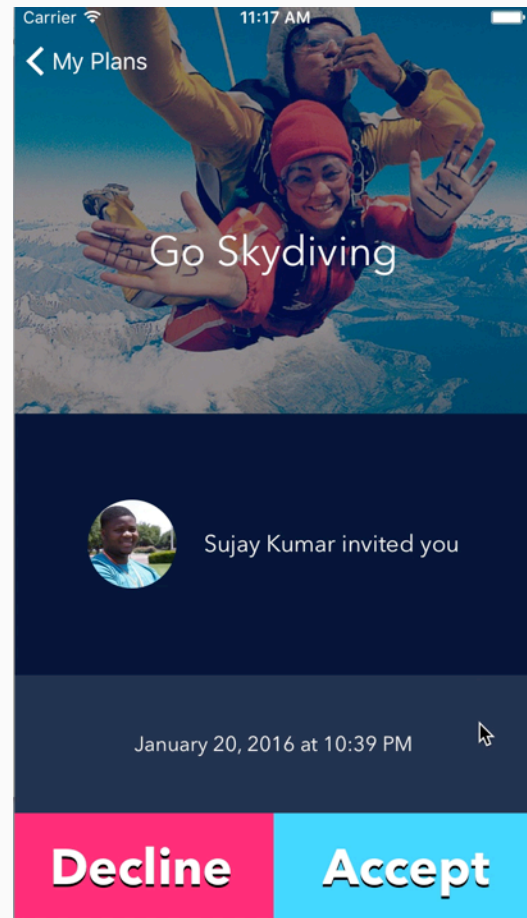 Carrier 11:17 AM
My Plans
Go Skydiving
Sujay Kumar invited you
January 20, 2016 at 10:39 PM
Decline Accept